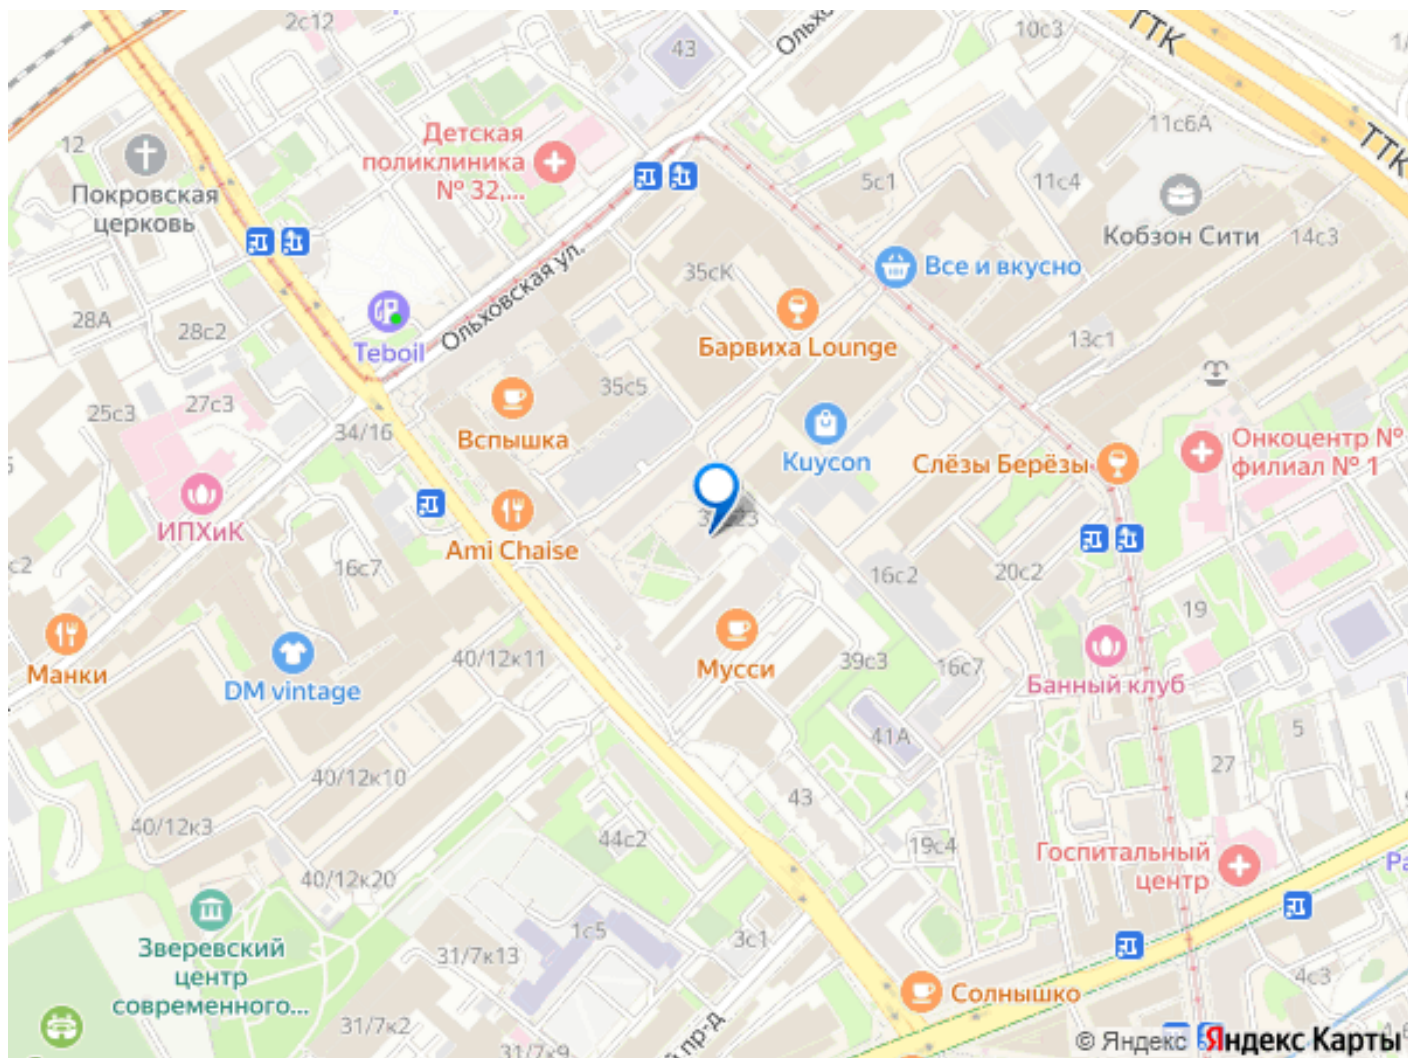 2с12
43
Ольхо
10с3
ТТК
ТТК
11с6А
12
Покровская
церковь
Детская
поликлиника
№ 32,...
5с1
11с4
Кобзон Сити
14с3
Все и вкусно
35сК
Ольховская ул.
28А
28с2
Teboil
Барвиха Lounge
13с1
25с3
27с3
34/16
Вспышка
35с5
Kuycon
Слёзы Берёзы
Онкоцентр №
филиал № 1
ИПХиК
Ami Chaise
с2
16с7
16с2
20с2
19
Манки
DM vintage
40/12к11
Мусси
39с3
16с7
Банный клуб
41А
5
27
40/12к10
43
40/12к3
44с2
19с4
Госпитальный
центр
40/12к20
Зверевский
центр
современного...
1с5
3с1
31/7к13
4с3
Солнышко
31/7к2
31/7к9
й пр-д
© Яндекс Яндекс Карты